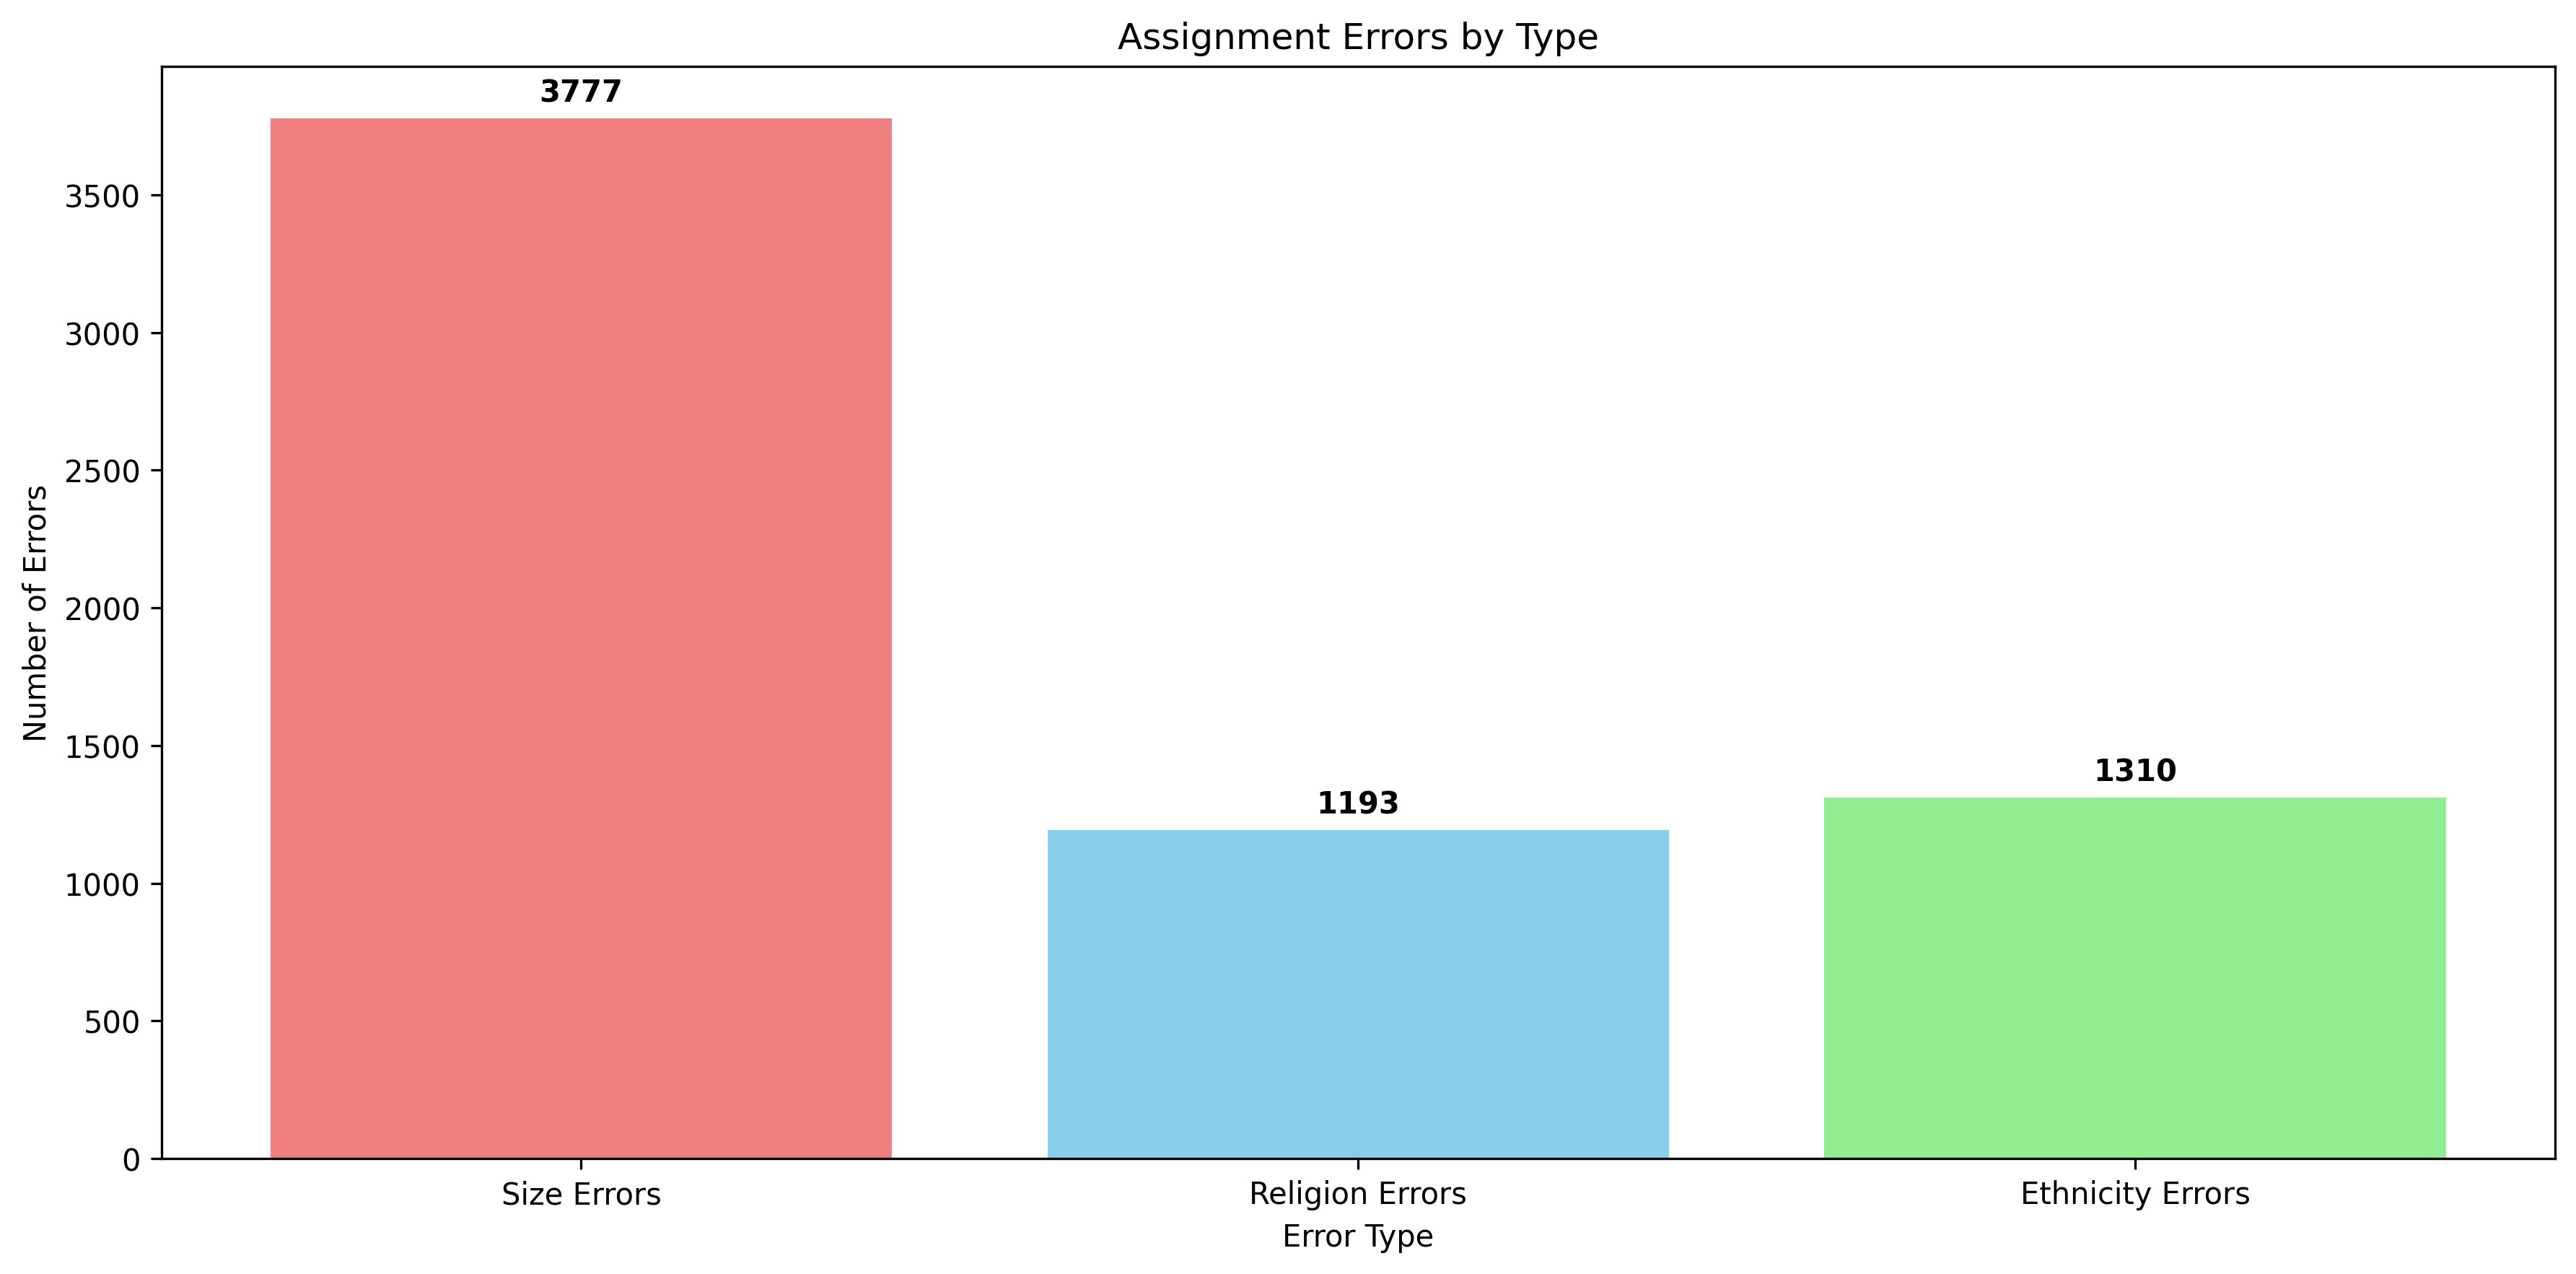 Assignment Errors by Type
3777
1193
1310
3500
3000
2500
2000
1500
1000
500
0
Number of Errors
Size Errors
Religion Errors
Ethnicity Errors
Error Type